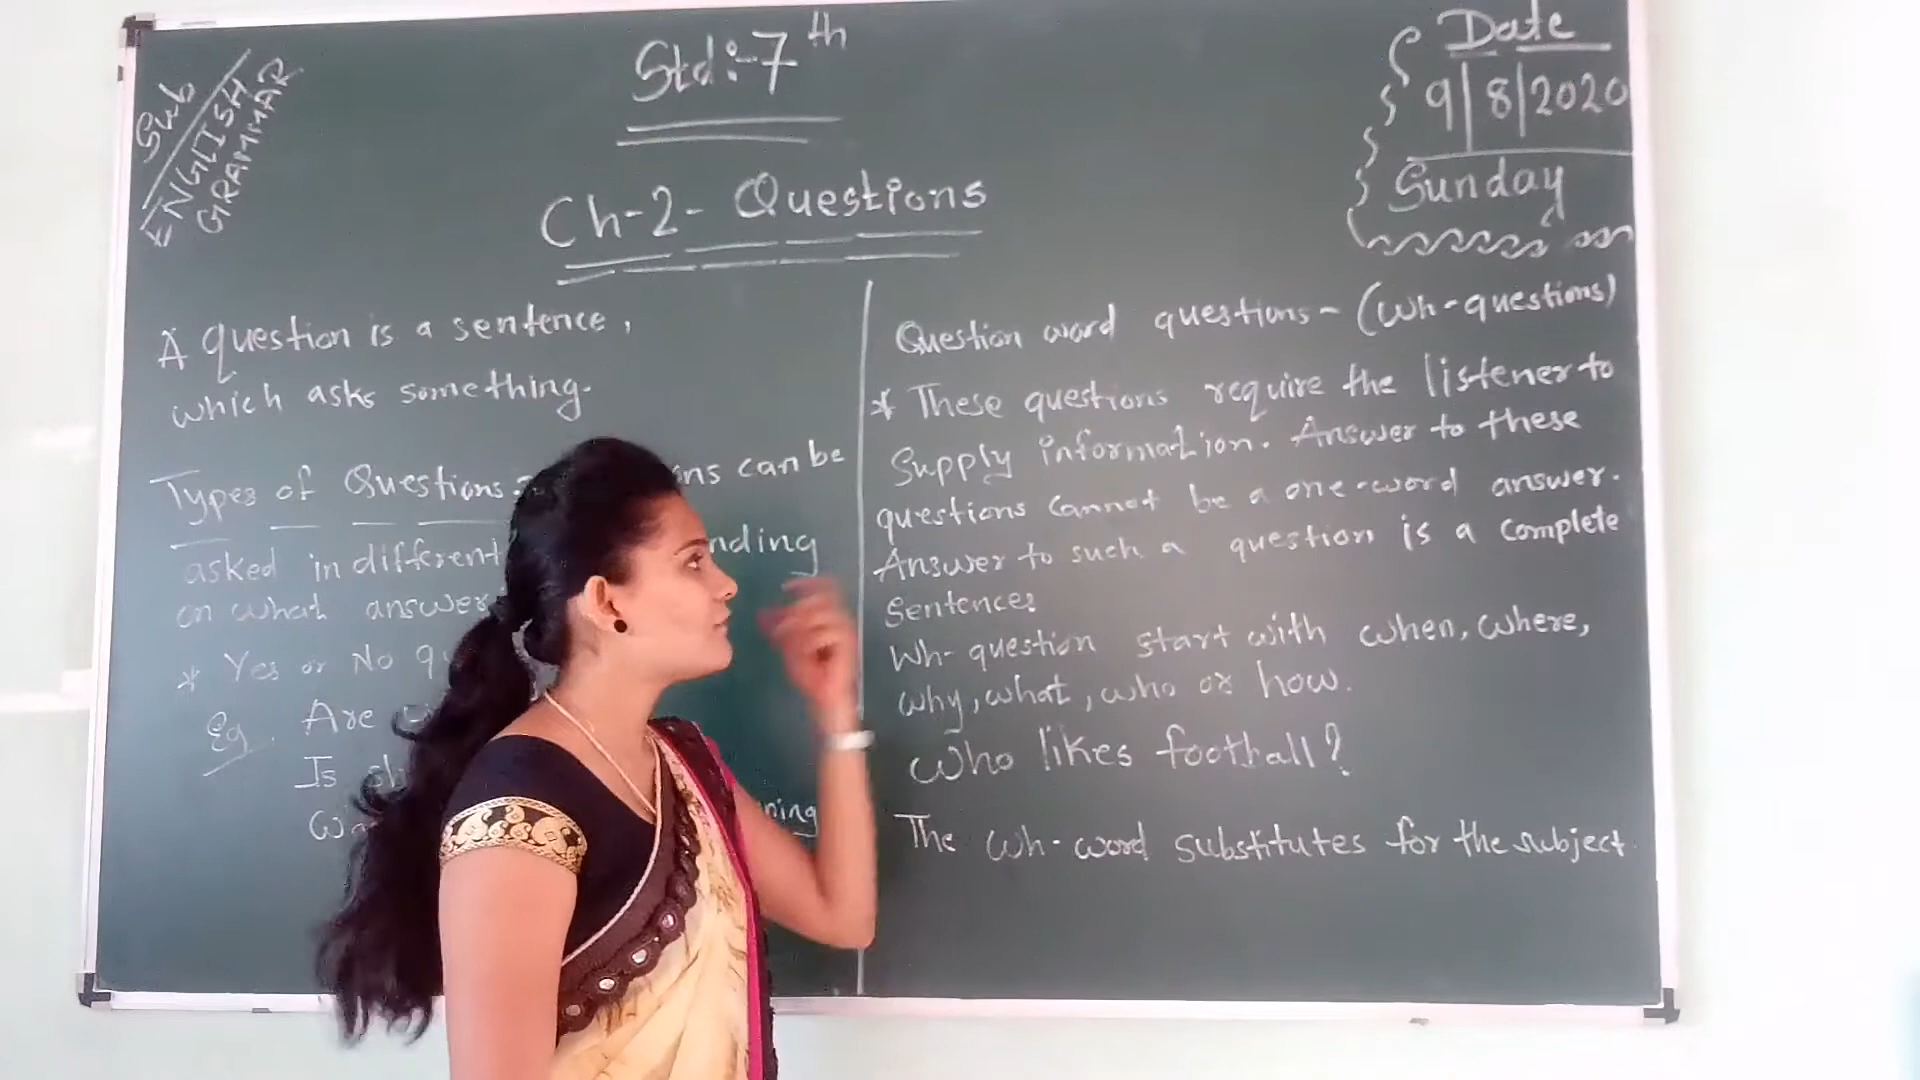 Sub
ENGLISH
GRAMMAR
Std:-7th
Ch-2- Questions
Date
9|8|2020
Sunday
A question is a sentence,
which asks something.
Types of Questions can be
asked in different
on what answer
* Yes or No
Eg. Are
Is
Question word questions - (Wh-questions)
* These questions require the listener to
Supply information. Answer to these
questions cannot be a one-word answer.
Answer to such a question is a complete
Sentence.
Wh-question start with when, where,
why, what, who or how.
Who likes football?
The wh-word substitutes for the subject.